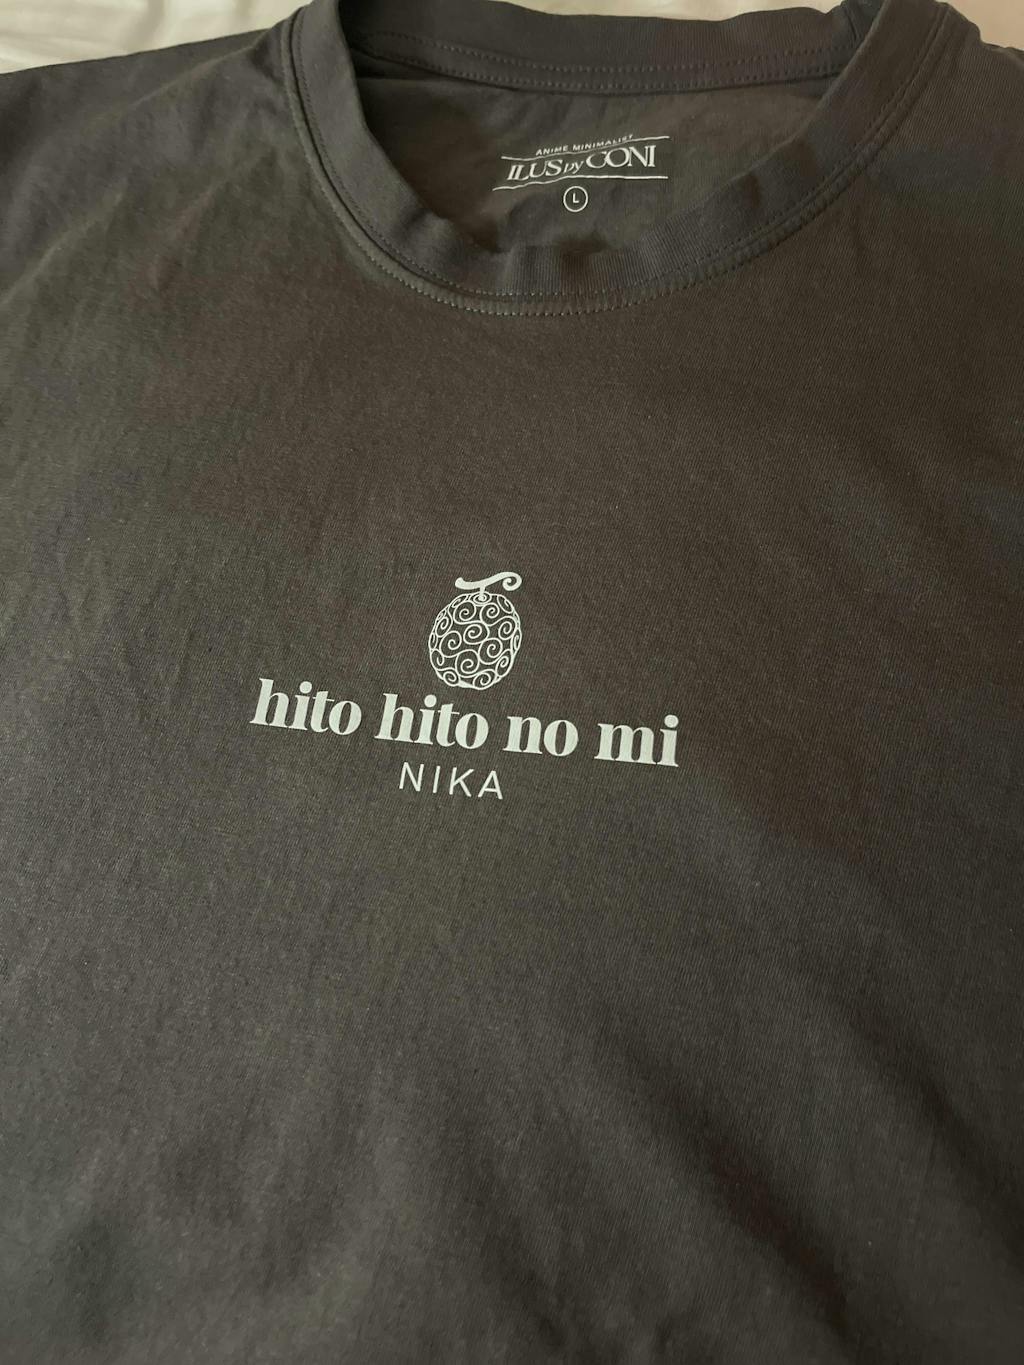 ANIME MINIMALIST
ILUS by CONI
L
hito hito no mi
NIKA